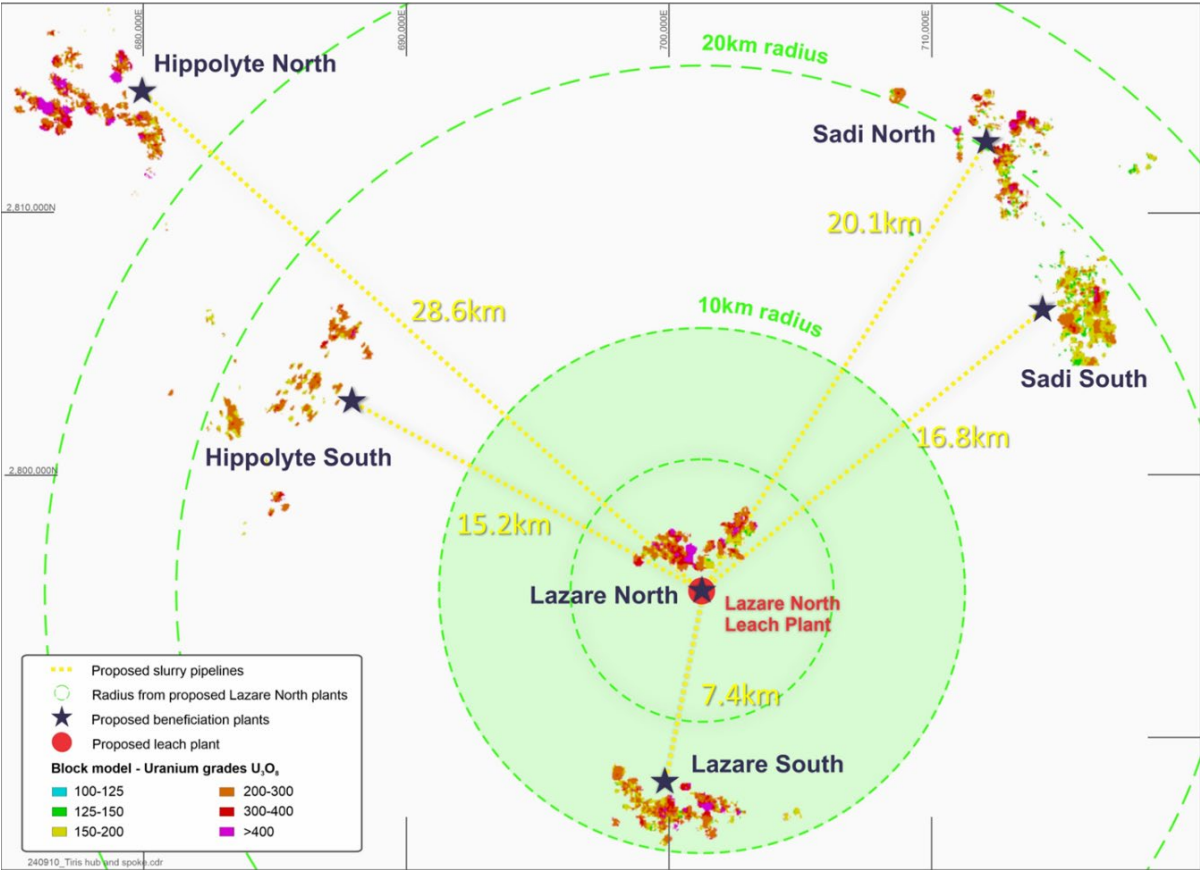 680,000E
690,000E
700,000E
710,000E
20km radius
Hippolyte North
Sadi North
2,810,000N
20.1km
28.6km
10km radius
Sadi South
16.8km
Hippolyte South
2,800,000N
15.2km
Lazare North
Lazare North
Leach Plant
7.4km
Lazare South
Proposed slurry pipelines
Radius from proposed Lazare North plants
Proposed beneficiation plants
Proposed leach plant
Block model - Uranium grades U₃O₈
100-125
125-150
150-200
200-300
300-400
>400
240910_Tiris hub and spoke.cdr